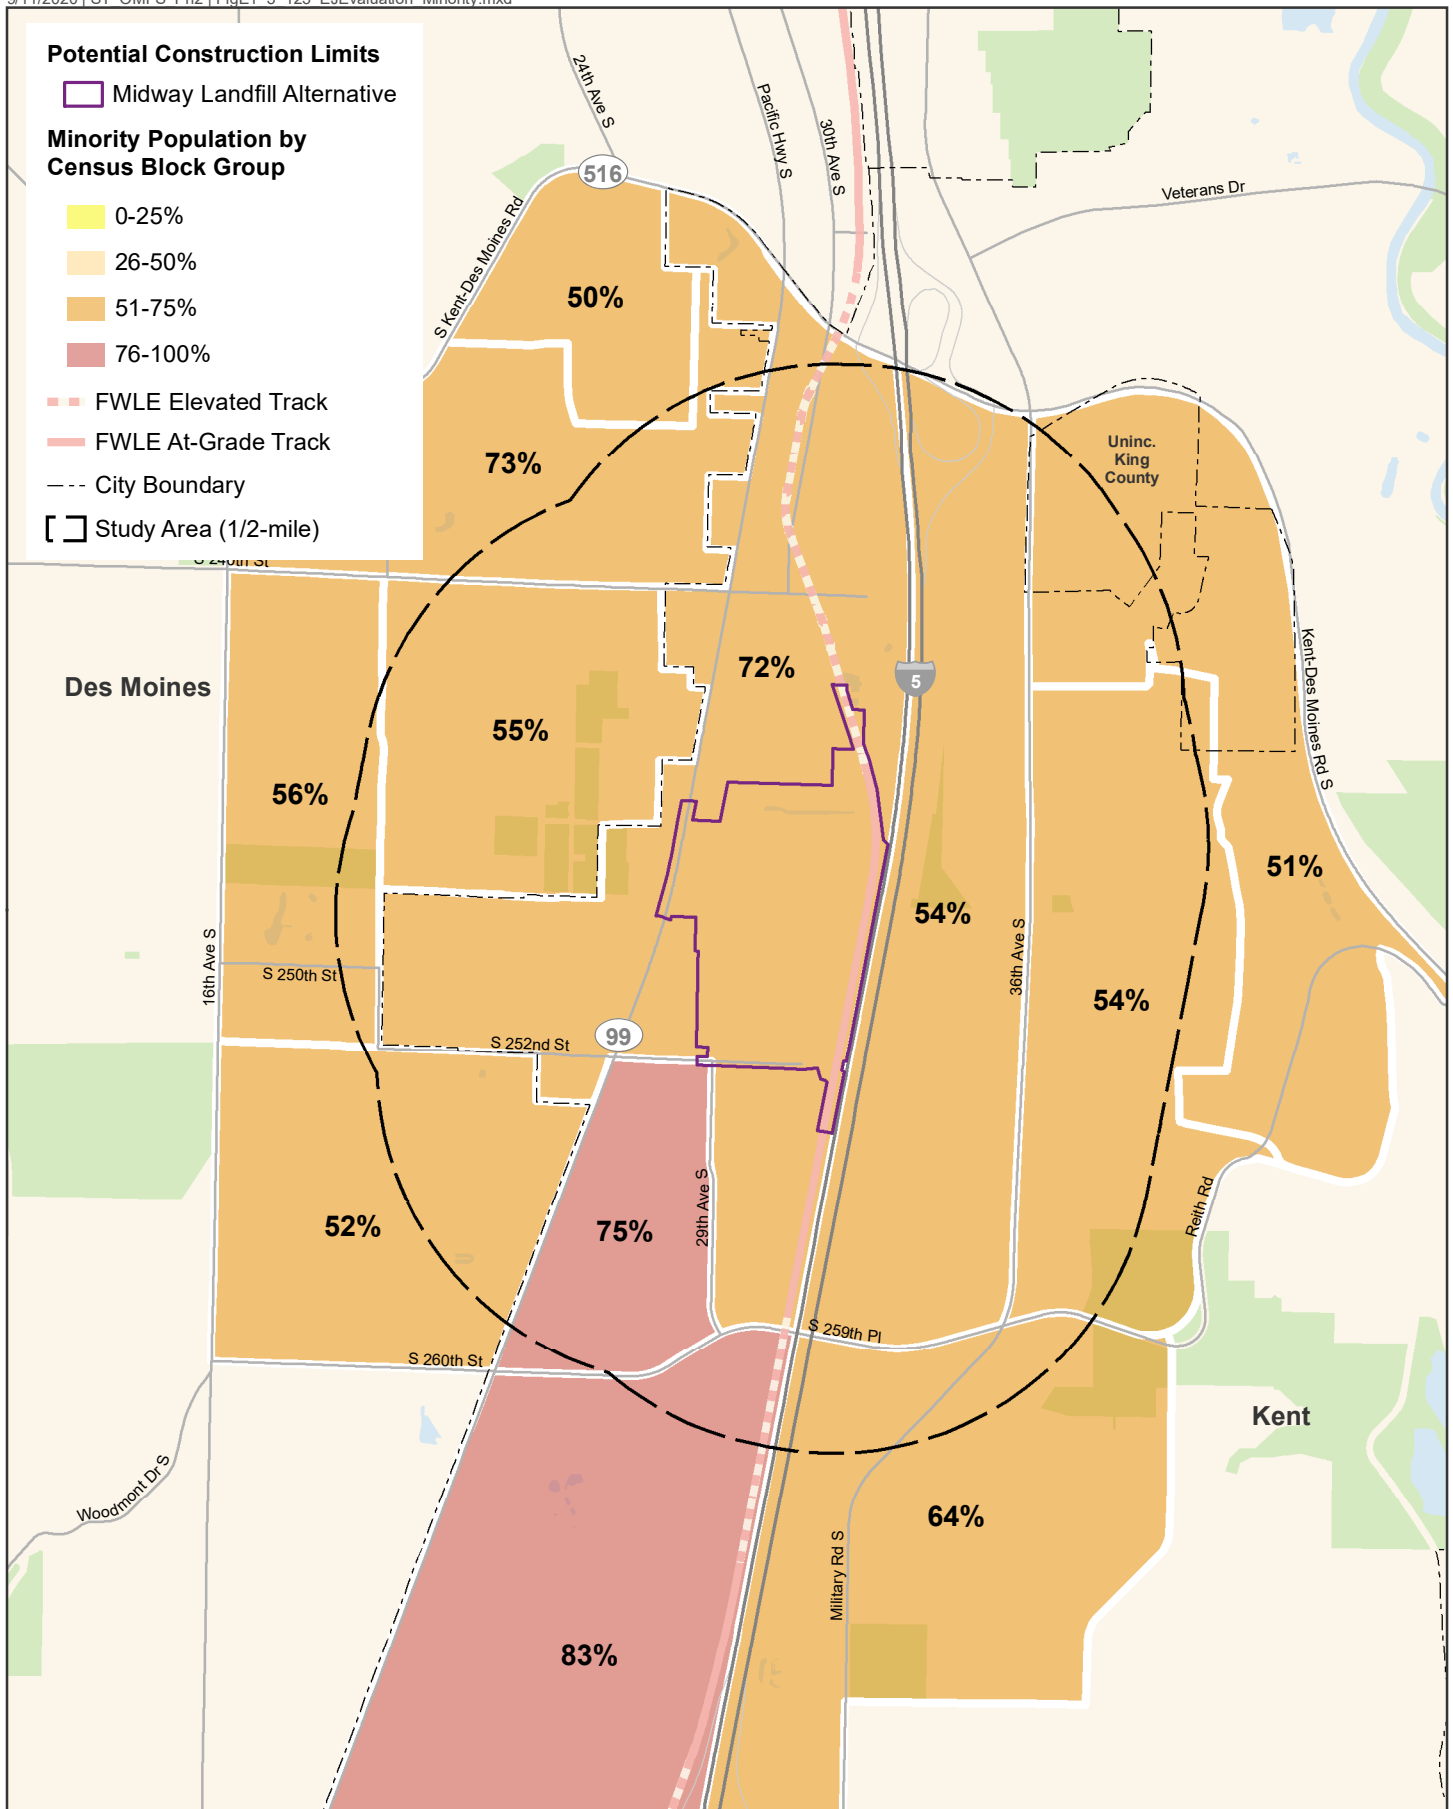 Potential Construction Limits
Midway Landfill Alternative
Minority Population by
Census Block Group
0-25%
26-50%
51-75%
76-100%
FWLE Elevated Track
FWLE At-Grade Track
City Boundary
Study Area (1/2-mile)
24th Ave S
Pacific Hwy S
30th Ave S
516
Veterans Dr
S Kent-Des Moines Rd
50%
73%
Uninc.
King
County
S 240th St
Des Moines
72%
5
Kent-Des Moines Rd S
55%
56%
51%
54%
16th Ave S
S 250th St
36th Ave S
54%
S 252nd St
99
29th Ave S
Reith Rd
52%
75%
S 259th Pl
S 260th St
Kent
Woodmont Dr S
64%
Military Rd S
83%